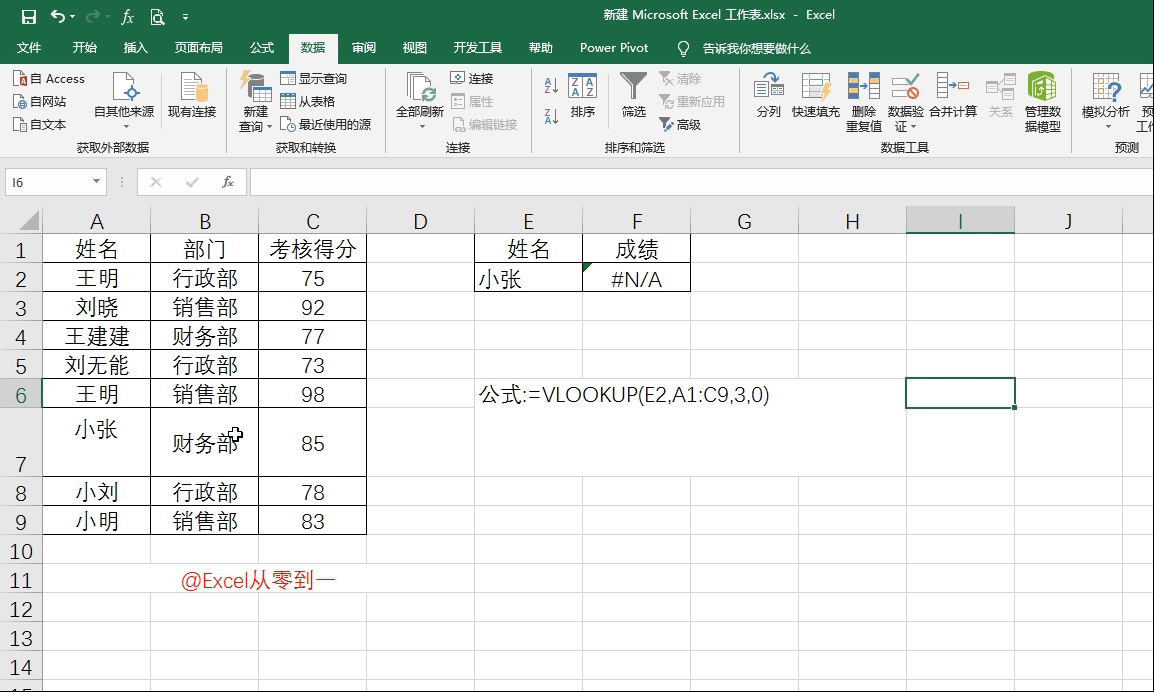 新建 Microsoft Excel 工作表.xlsx - Excel
文件 开始 插入 页面布局 公式 数据 审阅 视图 开发工具 帮助 Power Pivot 告诉我你想要做什么
自 Access
自网站
自文本
自其他来源
现有连接
获取外部数据
新建
查询
显示查询
从表格
最近使用的源
获取和转换
全部刷新
连接
属性
编辑链接
连接
排序
筛选
清除
重新应用
高级
排序和筛选
分列
快速填充
删除
重复值
数据验
证
合并计算
关系
管理数
据模型
数据工具
模拟分析
预
工作
预测
I6
fx
A B C D E F G H I J
1 姓名 部门 考核得分 姓名 成绩
2 王明 行政部 75 小张 #N/A
3 刘晓 销售部 92
4 王建建 财务部 77
5 刘无能 行政部 73
6 王明 销售部 98 公式:=VLOOKUP(E2,A1:C9,3,0)
7 小张 财务部 85
8 小刘 行政部 78
9 小明 销售部 83
10
11 @Excel从零到一
12
13
14